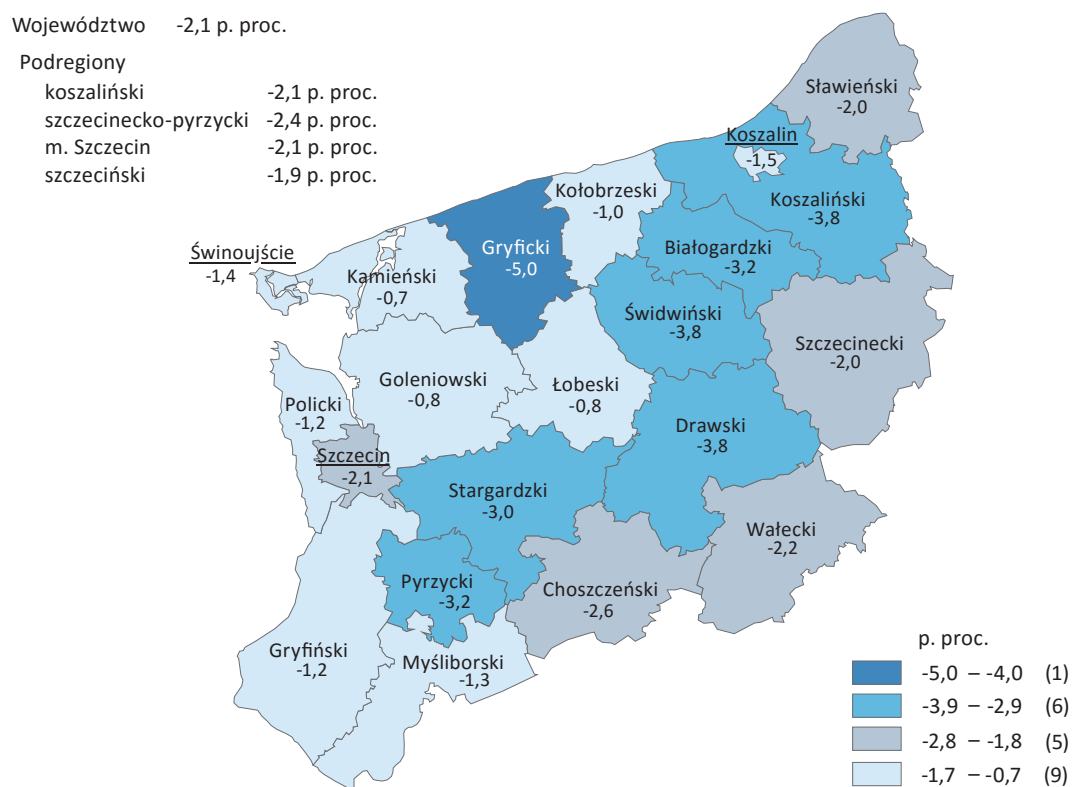 Województwo -2,1 p. proc.
Podregiony
koszaliński -2,1 p. proc.
szczecinecko-pyrzycki -2,4 p. proc.
m. Szczecin -2,1 p. proc.
szczeciński -1,9 p. proc.
Sławieński
-2,0
Koszalin
-1,5
Kołobrzeski
-1,0
Koszaliński
-3,8
Gryficki
-5,0
Białogardzki
-3,2
Świnoujście
-1,4
Kamieński
-0,7
Świdwiński
-3,8
Szczecinecki
-2,0
Goleniowski
-0,8
Łobeski
-0,8
Policki
-1,2
Drawski
-3,8
Szczecin
-2,1
Stargardzki
-3,0
Wałecki
-2,2
Pyrzycki
-3,2
Choszczeński
-2,6
Gryfiński
-1,2
Myśliborski
-1,3
p. proc.
-5,0 – -4,0 (1)
-3,9 – -2,9 (6)
-2,8 – -1,8 (5)
-1,7 – -0,7 (9)